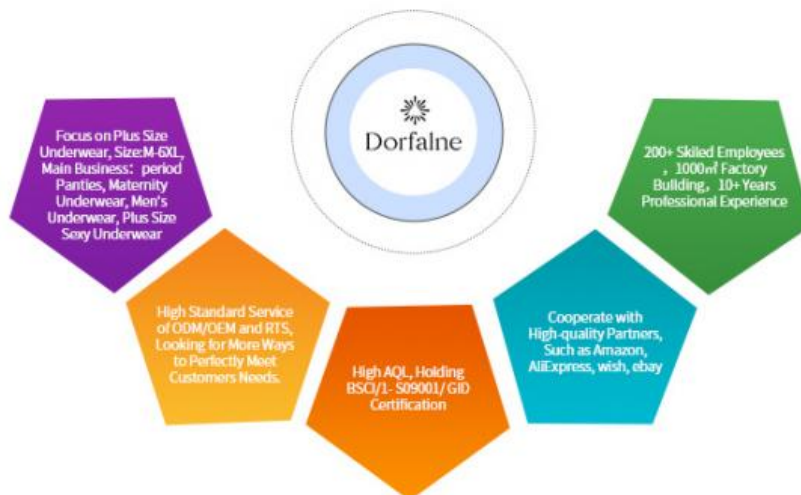 Dorfalne
Focus on Plus Size
Underwear, Size:M-6XL,
Main Business：period
Panties, Maternity
Underwear, Men's
Underwear, Plus Size
Sexy Underwear
High Standard Service
of ODM/OEM and RTS,
Looking for More Ways
to Perfectly Meet
Customers Needs.
High AQL, Holding
BSCI/1- S09001/ GID
Certification
Cooperate with
High-quality Partners,
Such as Amazon,
AliExpress, wish, ebay
200+ Skiled Employees
，1000㎡ Factory
Building，10+ Years
Professional Experience